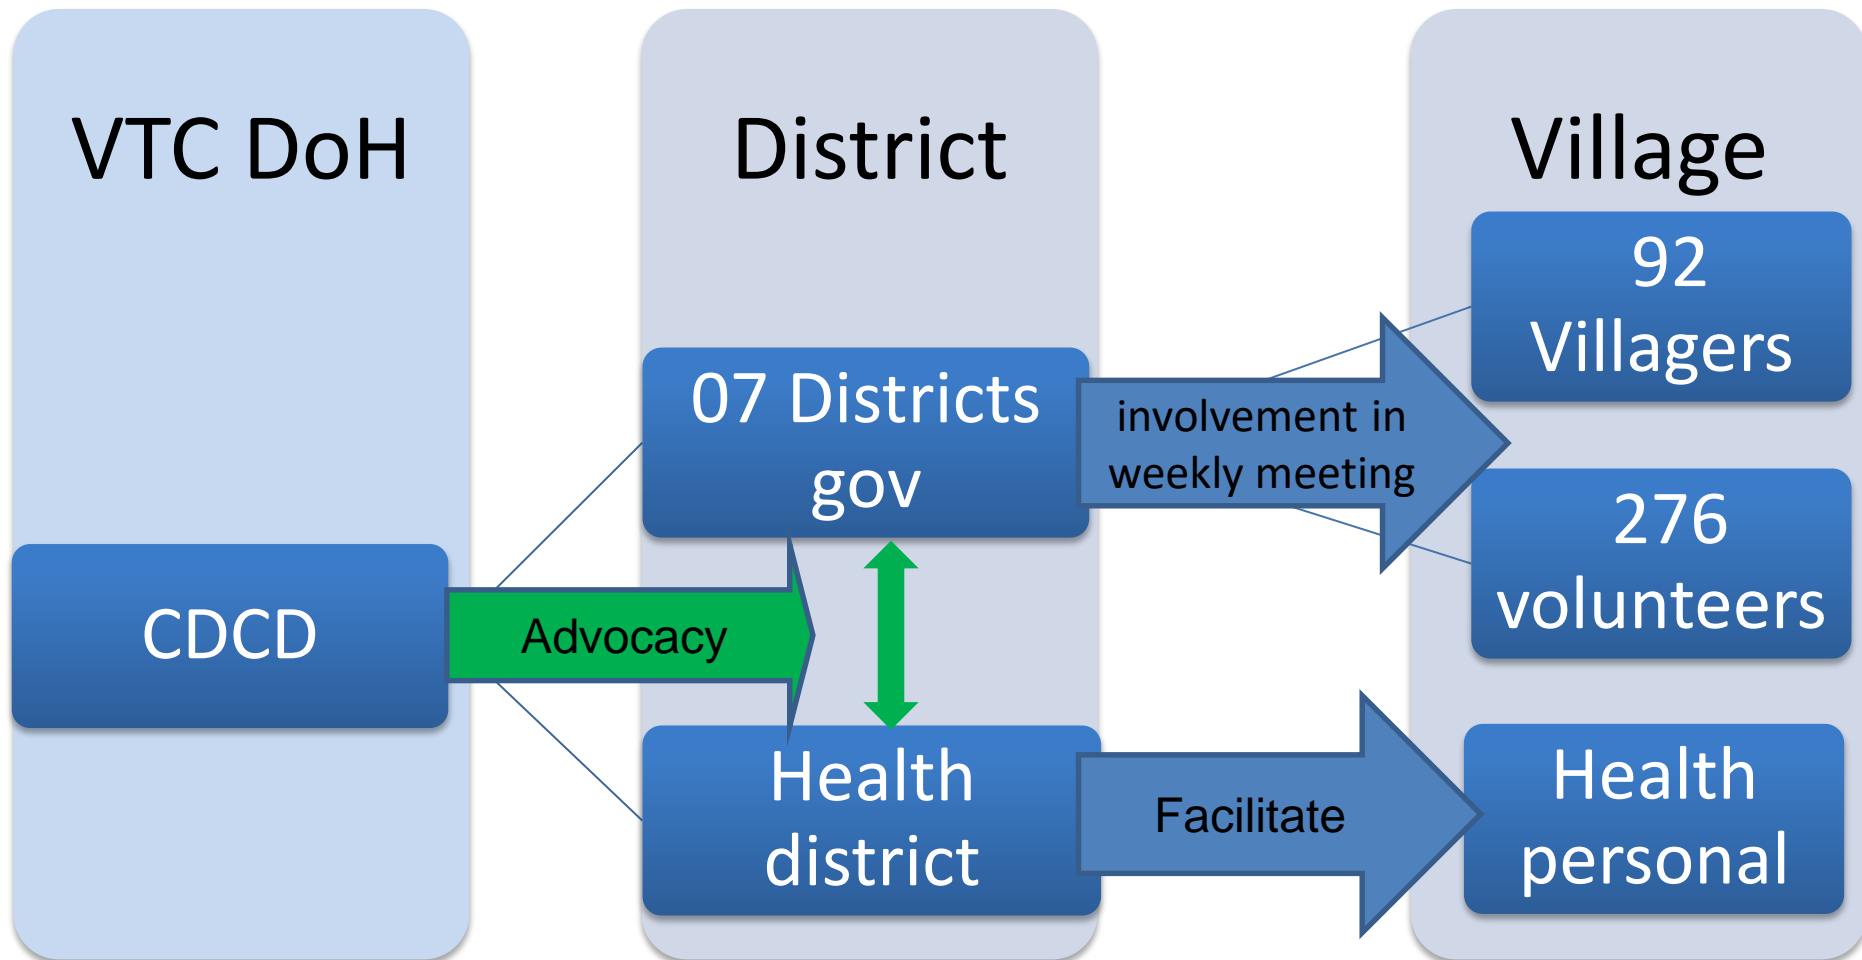 VTC DoH
CDCD
Advocacy
District
07 Districts
gov
Health
district
involvement in
weekly meeting
Facilitate
Village
92
Villagers
276
volunteers
Health
personal